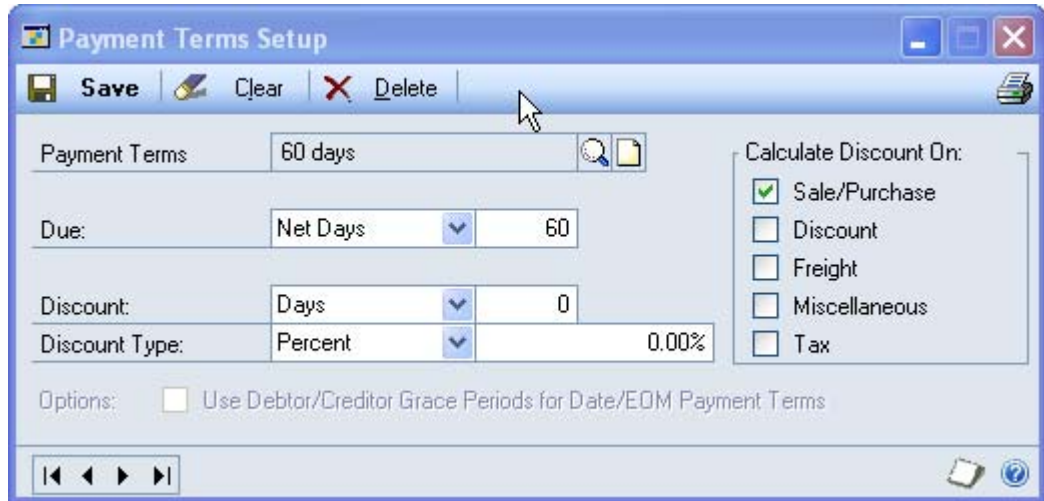 Payment Terms Setup
Save Clear Delete
Payment Terms 60 days
Calculate Discount On:
Sale/Purchase
Due: Net Days 60
Discount
Freight
Discount: Days 0
Miscellaneous
Discount Type: Percent 0.00%
Tax
Options: Use Debtor/Creditor Grace Periods for Date/EOM Payment Terms